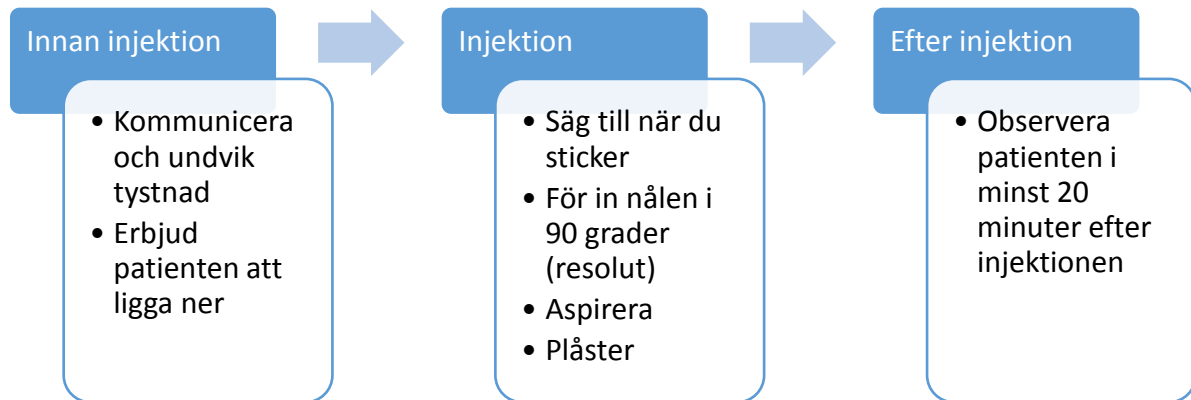 Innan injektion
• Kommunicera
och undvik
tystnad
• Erbjud
patienten att
ligga ner
Injektion
• Säg till när du
sticker
• För in nålen i
90 grader
(resolut)
• Aspirera
• Plåster
Efter injektion
• Observera
patienten i
minst 20
minuter efter
injektionen